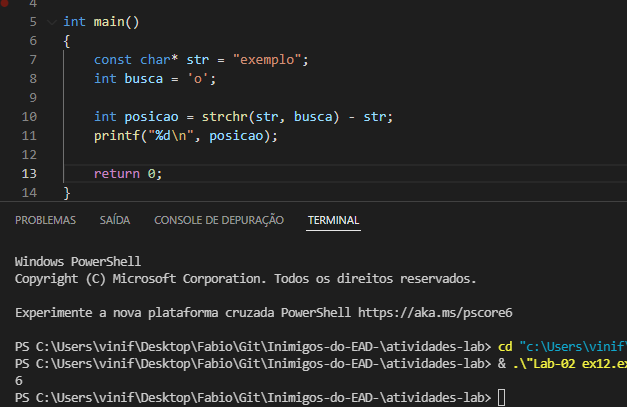 4
5 int main()
6 {
7 const char* str = "exemplo";
8 int busca = 'o';
9
10 int posicao = strchr(str, busca) - str;
11 printf("%d\n", posicao);
12
13 return 0;
14 }
PROBLEMAS SAÍDA CONSOLE DE DEPURAÇÃO TERMINAL
Windows PowerShell
Copyright (C) Microsoft Corporation. Todos os direitos reservados.
Experimente a nova plataforma cruzada PowerShell https://aka.ms/pscore6
PS C:\Users\vinif\Desktop\Fabio\Git\Inimigos-do-EAD-\atividades-lab> cd "c:\Users\vinif\
PS C:\Users\vinif\Desktop\Fabio\Git\Inimigos-do-EAD-\atividades-lab> & .\"Lab-02 ex12.ex
6
PS C:\Users\vinif\Desktop\Fabio\Git\Inimigos-do-EAD-\atividades-lab>